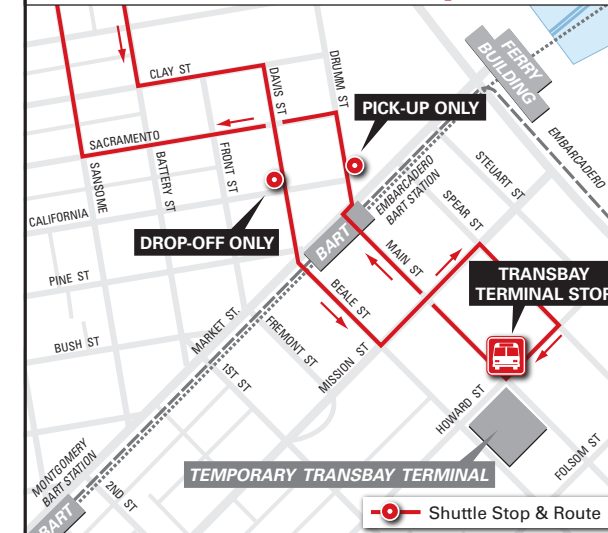 CLAY ST
DAVIS ST
DRUMM ST
FERRY
BUILDING
PICK-UP ONLY
EMBARCADERO
SACRAMENTO
SANSOME
BATTERY ST
FRONT ST
EMBARCADERO
BART STATION
STEUART ST
SPEAR ST
CALIFORNIA
DROP-OFF ONLY
BART
MAIN ST
PINE ST
BEALE ST
TRANSBAY
TERMINAL STOP
MARKET ST.
FREMONT ST
BUSH ST
1ST ST
MISSION ST
HOWARD ST
FOLSOM ST
MONTGOMERY
BART STATION
2ND ST
BART
TEMPORARY TRANSBAY TERMINAL
Shuttle Stop & Route